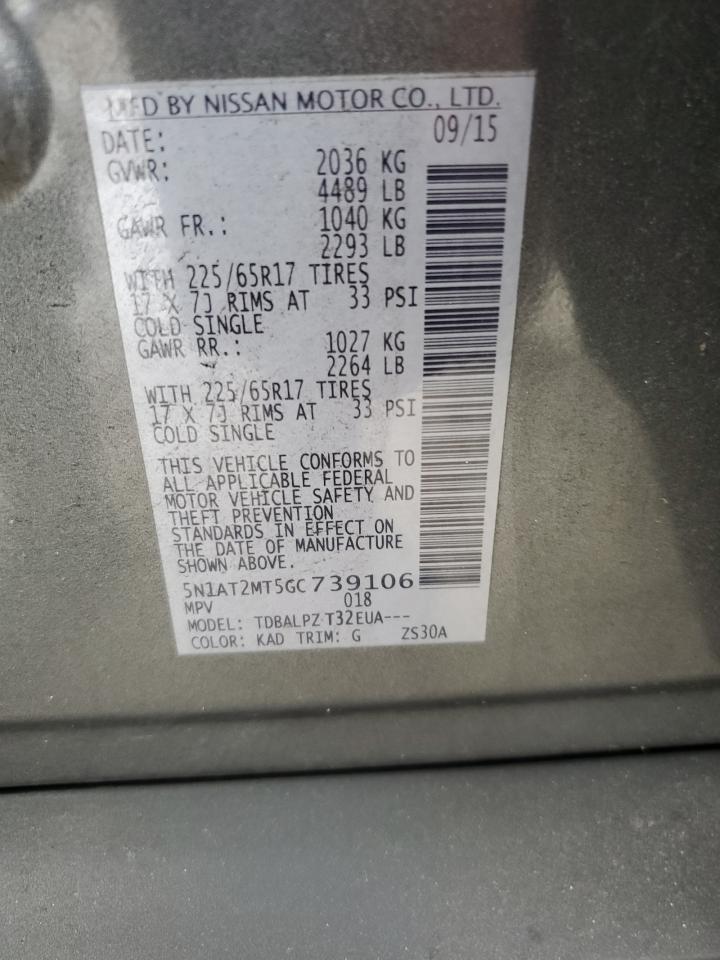 MFD BY NISSAN MOTOR CO., LTD.
DATE: 09/15
GVWR: 2036 KG
4489 LB
GAWR FR.: 1040 KG
2293 LB
WITH 225/65R17 TIRES
17 X 7J RIMS AT 33 PSI
COLD SINGLE
GAWR RR.: 1027 KG
2264 LB
WITH 225/65R17 TIRES
17 X 7J RIMS AT 33 PSI
COLD SINGLE
THIS VEHICLE CONFORMS TO
ALL APPLICABLE FEDERAL
MOTOR VEHICLE SAFETY AND
THEFT PREVENTION
STANDARDS IN EFFECT ON
THE DATE OF MANUFACTURE
SHOWN ABOVE.
5N1AT2MT5GC739106
MPV 018
MODEL: TDBALPZ-T32EUA---
COLOR: KAD TRIM: G ZS30A